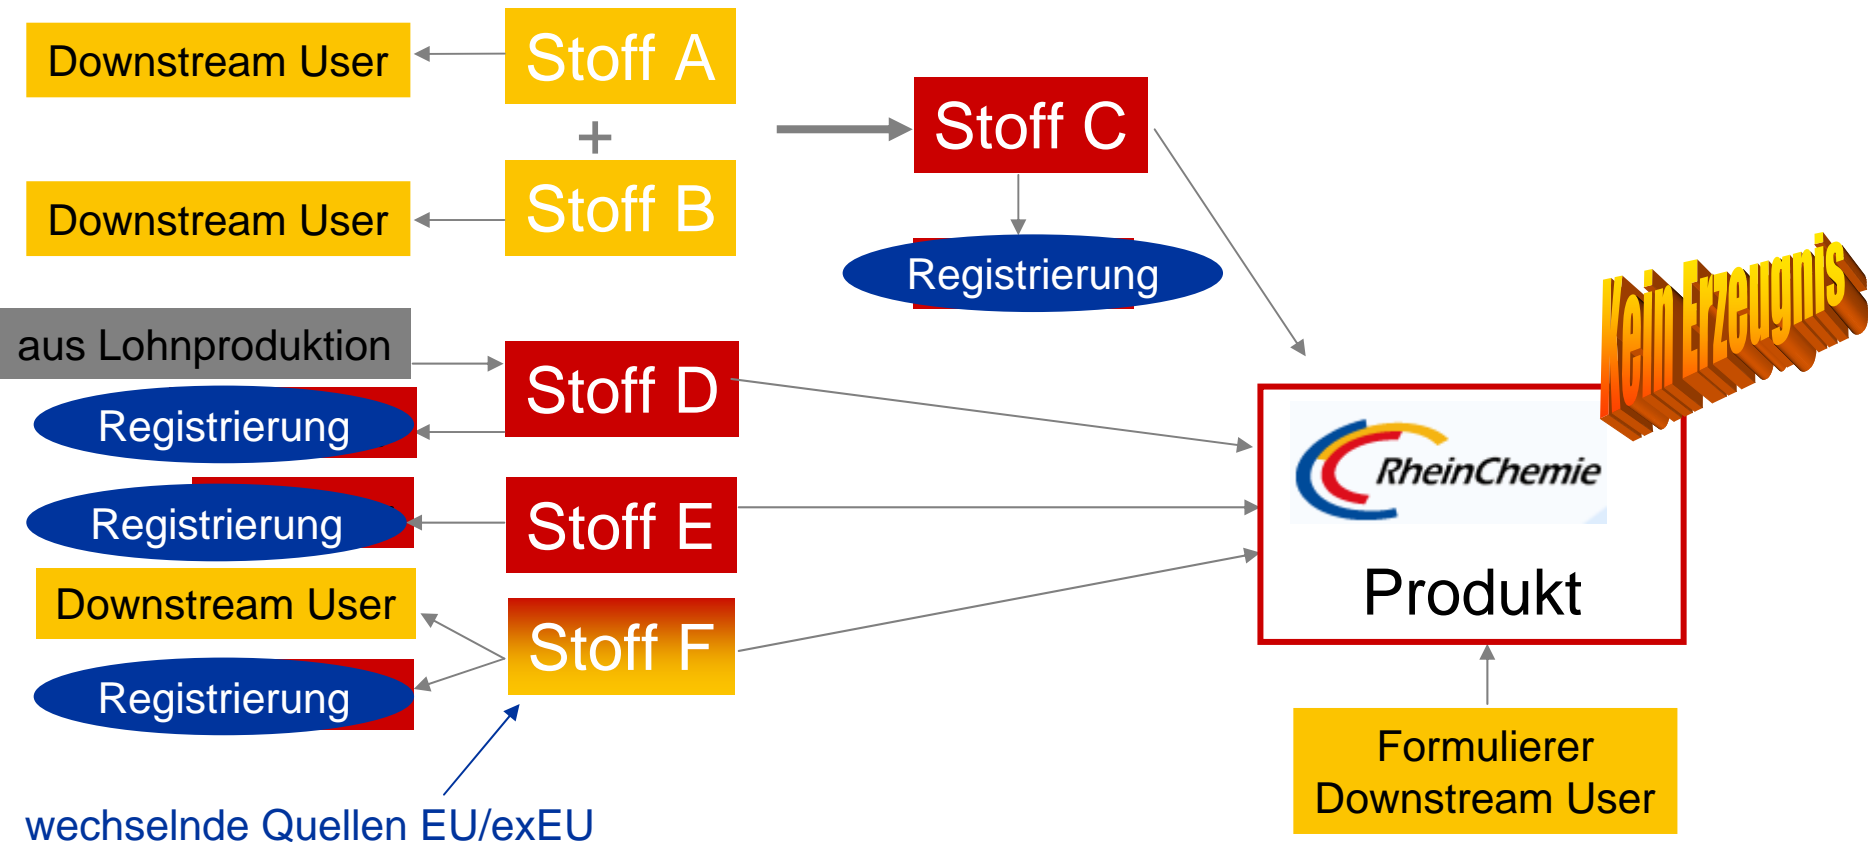 Downstream User
Stoff A
+
Stoff C
Downstream User
Stoff B
Registrierung
Kein Erzeugnis
aus Lohnproduktion
Stoff D
Registrierung
RheinChemie
Registrierung
Stoff E
Produkt
Downstream User
Stoff F
Registrierung
Formulierer
Downstream User
wechselnde Quellen EU/exEU